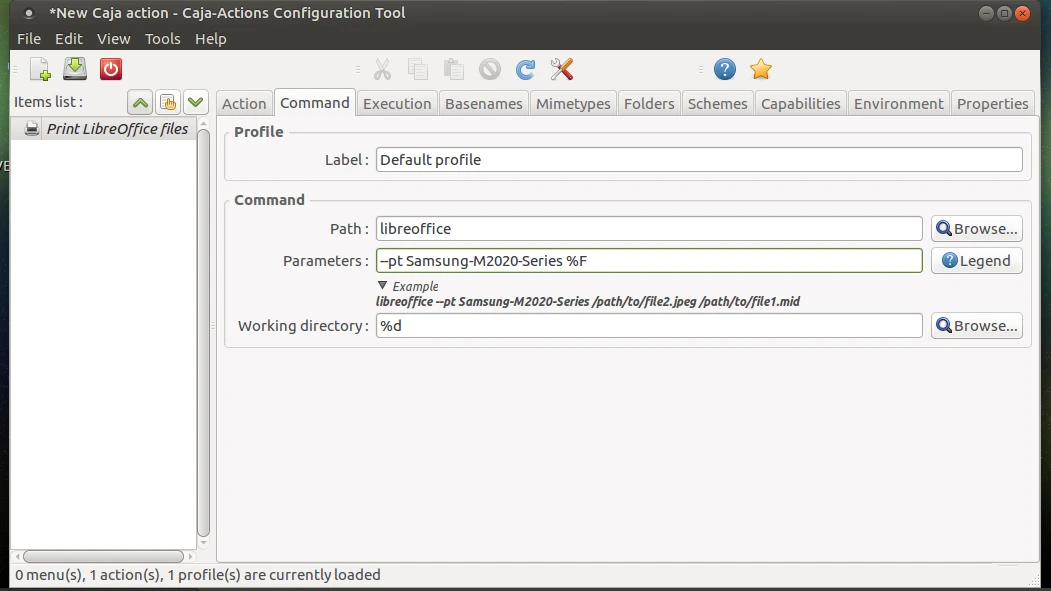 *New Caja action - Caja-Actions Configuration Tool
File Edit View Tools Help
Items list :
Action Command Execution Basenames Mimetypes Folders Schemes Capabilities Environment Properties
Print LibreOffice files
Profile
Label : Default profile
Command
Path : libreoffice Browse...
Parameters : --pt Samsung-M2020-Series %F Legend
Example
libreoffice --pt Samsung-M2020-Series /path/to/file2.jpeg /path/to/file1.mid
Working directory : %d Browse...
0 menu(s), 1 action(s), 1 profile(s) are currently loaded